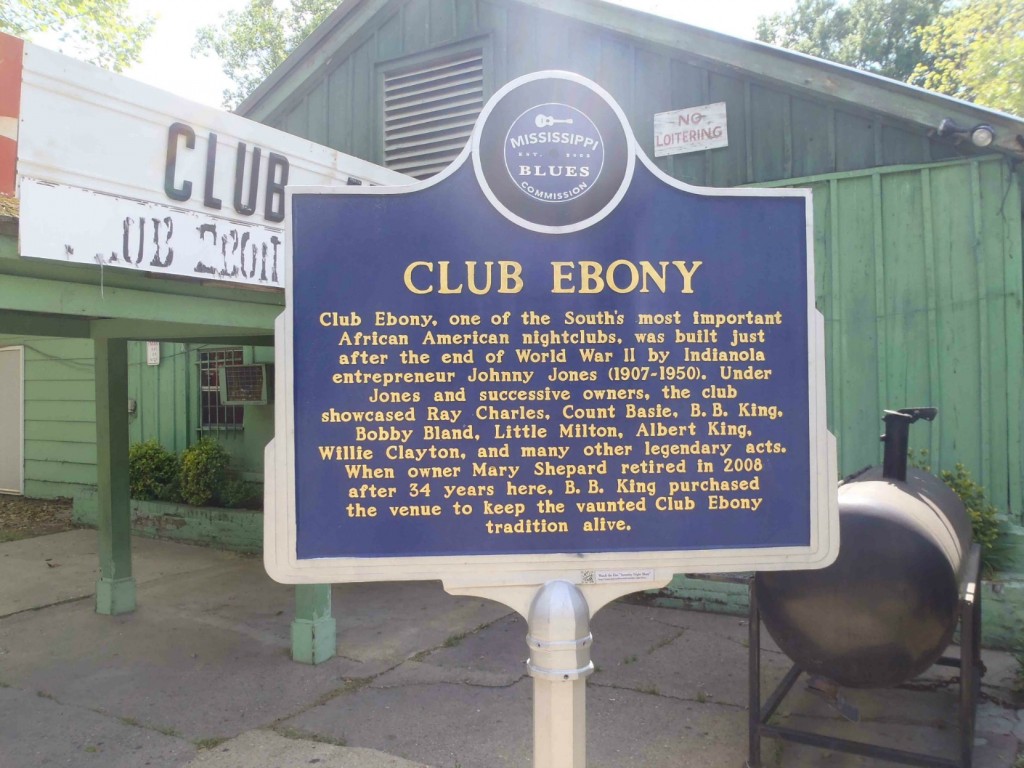 CLUB
NO
LOITERING
MISSISSIPPI
EST.
BLUES
COMMISSION
CLUB EBONY
Club Ebony, one of the South's most important
African American nightclubs, was built just
after the end of World War II by Indianola
entrepreneur Johnny Jones (1907-1950). Under
Jones and successive owners, the club
showcased Ray Charles, Count Basie, B. B. King,
Bobby Bland, Little Milton, Albert King,
Willie Clayton, and many other legendary acts.
When owner Mary Shepard retired in 2008
after 34 years here, B. B. King purchased
the venue to keep the vaunted Club Ebony
tradition alive.